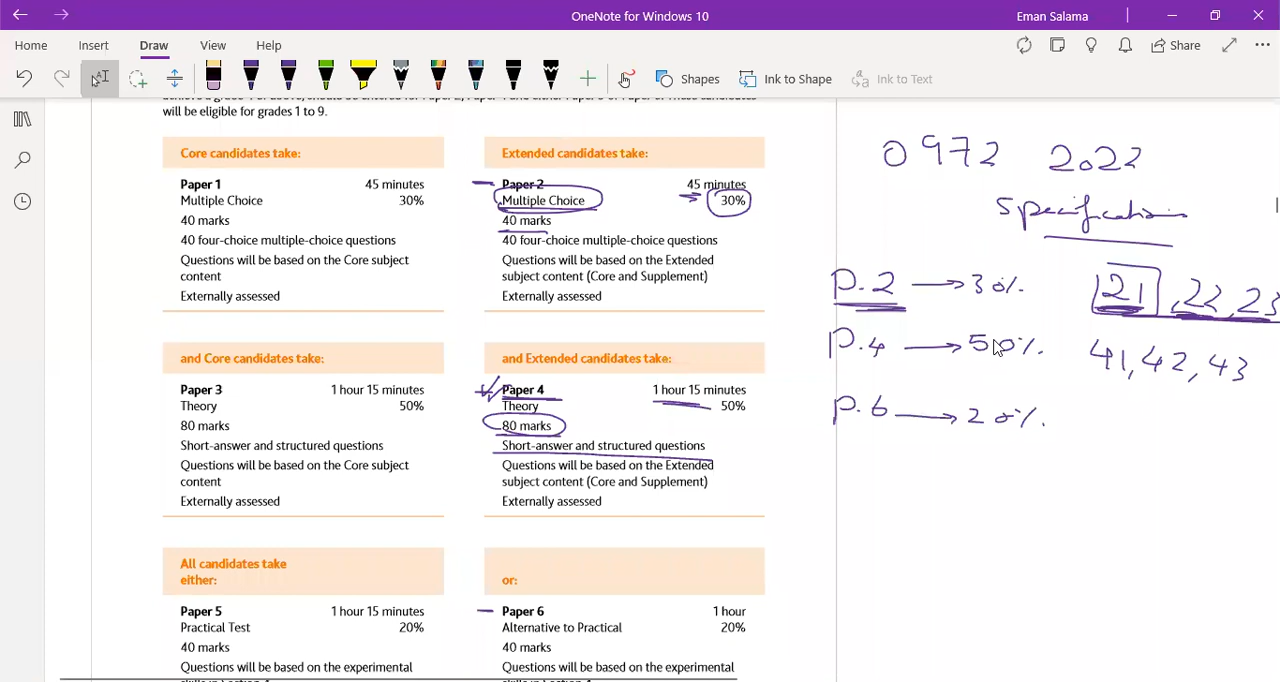 OneNote for Windows 10
Eman Salama
Home Insert Draw View Help
Share
Shapes
Ink to Shape
Ink to Text
will be eligible for grades 1 to 9.
Core candidates take:
Paper 1 45 minutes
Multiple Choice 30%
40 marks
40 four-choice multiple-choice questions
Questions will be based on the Core subject
content
Externally assessed
Extended candidates take:
Paper 2 45 minutes
Multiple Choice 30%
40 marks
40 four-choice multiple-choice questions
Questions will be based on the Extended
subject content (Core and Supplement)
Externally assessed
and Core candidates take:
Paper 3 1 hour 15 minutes
Theory 50%
80 marks
Short-answer and structured questions
Questions will be based on the Core subject
content
Externally assessed
and Extended candidates take:
Paper 4 1 hour 15 minutes
Theory 50%
80 marks
Short-answer and structured questions
Questions will be based on the Extended
subject content (Core and Supplement)
Externally assessed
All candidates take
either:
Paper 5 1 hour 15 minutes
Practical Test 20%
40 marks
Questions will be based on the experimental
or:
Paper 6 1 hour
Alternative to Practical 20%
40 marks
Questions will be based on the experimental
0972 2022
Specifications
P.2 → 30%. 21, 22, 23
P.4 → 50%. 41, 42, 43
P.6 → 20%.